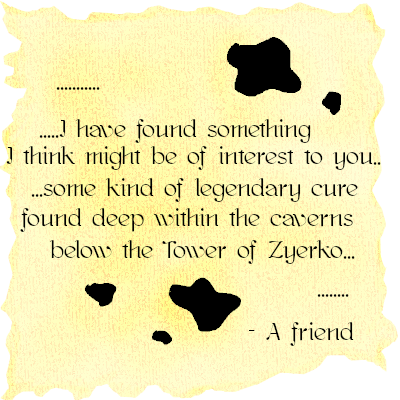 ...........
.....I have found something
I think might be of interest to you..
...some kind of legendary cure
found deep within the caverns
below the Tower of Zyerko...
........
- A friend